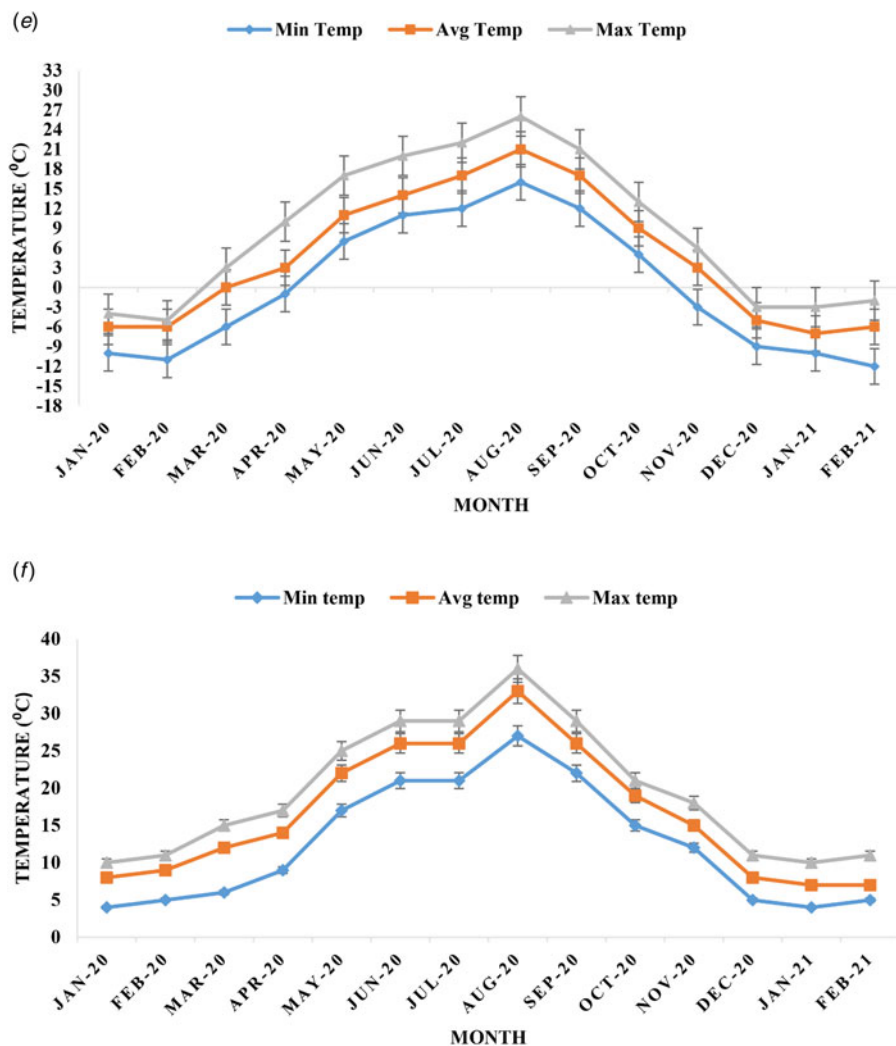 (e)
Min Temp Avg Temp Max Temp
33
30
27
24
21
18
15
12
9
6
3
0
-3
-6
-9
-12
-15
-18
TEMPERATURE (⁰C)
JAN-20
FEB-20
MAR-20
APR-20
MAY-20
JUN-20
JUL-20
AUG-20
SEP-20
OCT-20
NOV-20
DEC-20
JAN-21
FEB-21
MONTH
(f)
Min temp Avg temp Max temp
40
35
30
25
20
15
10
5
0
TEMPERATURE (⁰C)
JAN-20
FEB-20
MAR-20
APR-20
MAY-20
JUN-20
JUL-20
AUG-20
SEP-20
OCT-20
NOV-20
DEC-20
JAN-21
FEB-21
MONTH